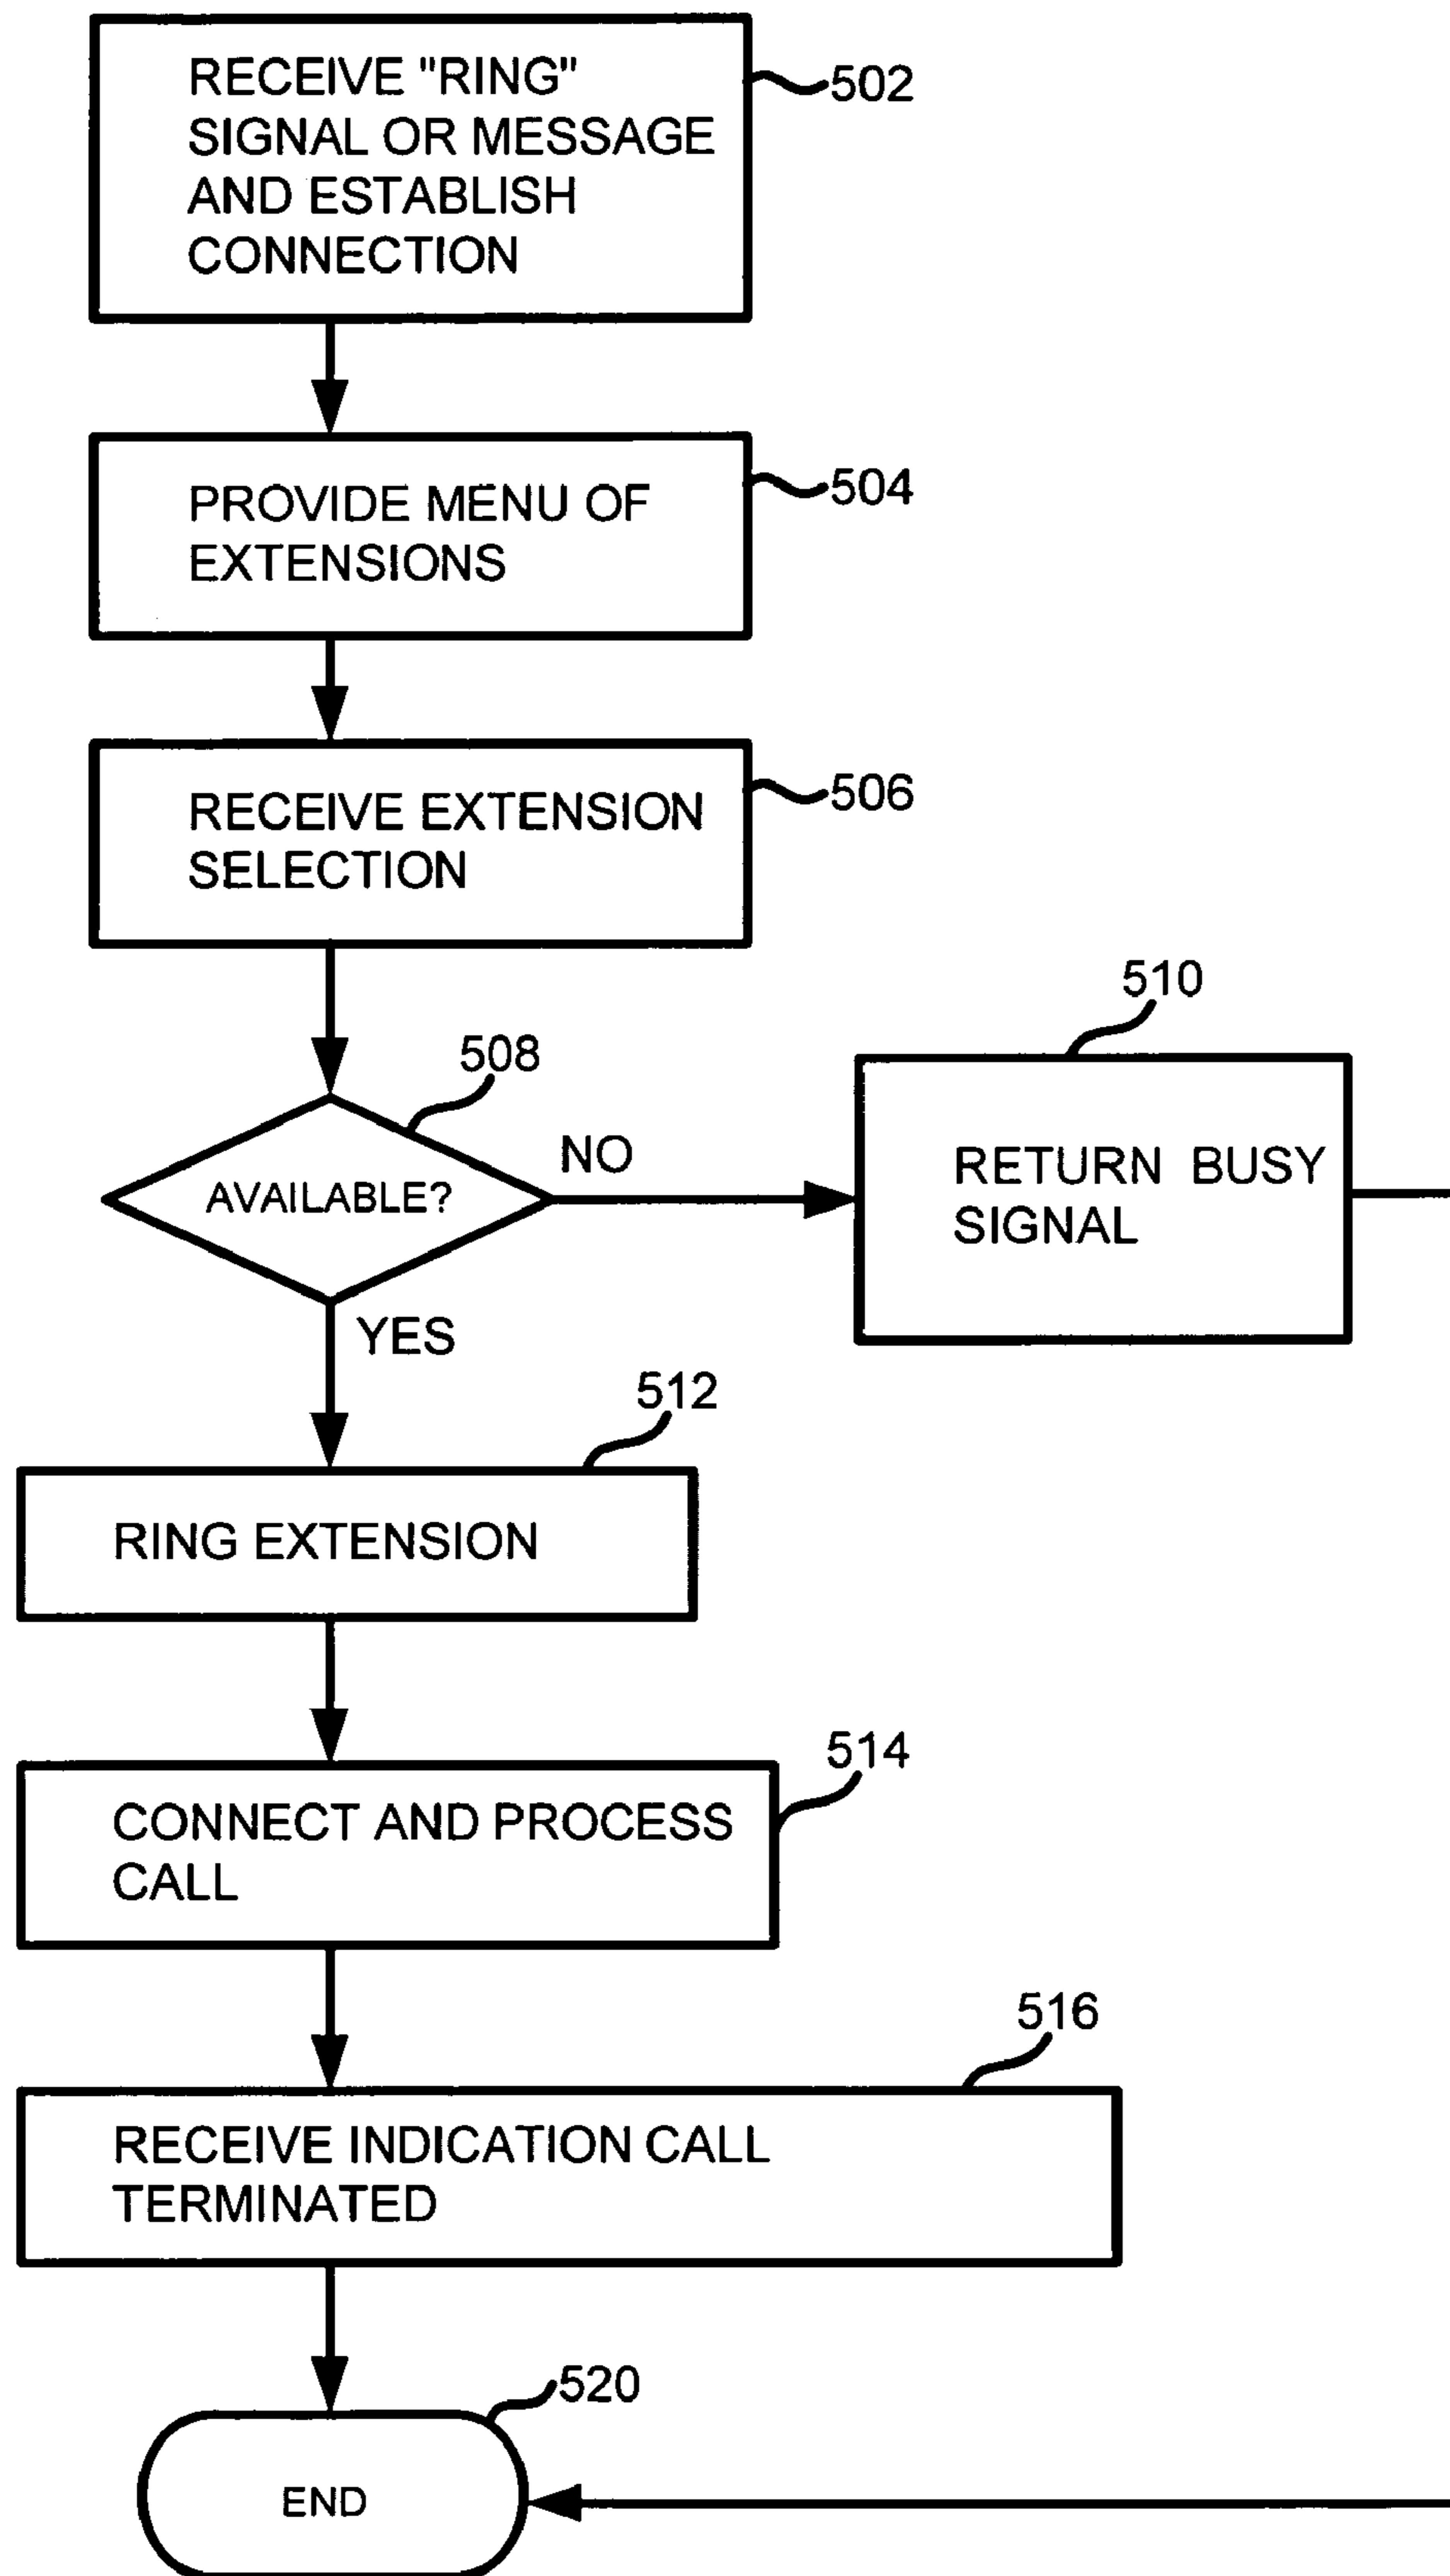 RECEIVE "RING"
SIGNAL OR MESSAGE
AND ESTABLISH
CONNECTION
502
PROVIDE MENU OF
EXTENSIONS
504
RECEIVE EXTENSION
SELECTION
506
508
AVAILABLE?
NO
510
RETURN BUSY
SIGNAL
YES
512
RING EXTENSION
514
CONNECT AND PROCESS
CALL
516
RECEIVE INDICATION CALL
TERMINATED
520
END